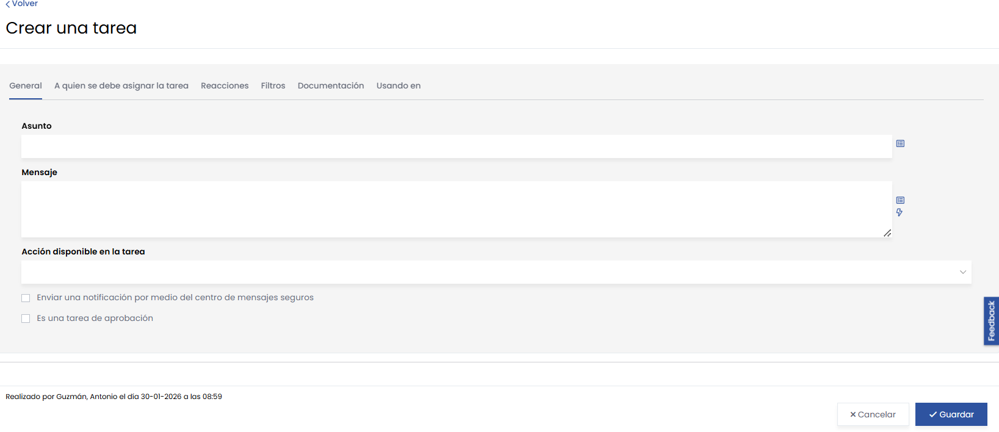 Volver
Crear una tarea
General A quien se debe asignar la tarea Reacciones Filtros Documentación Usando en
Asunto
Mensaje
Acción disponible en la tarea
Enviar una notificación por medio del centro de mensajes seguros
Es una tarea de aprobación
Feedback
Realizado por Guzmán, Antonio el día 30-01-2026 a las 08:59
Cancelar Guardar